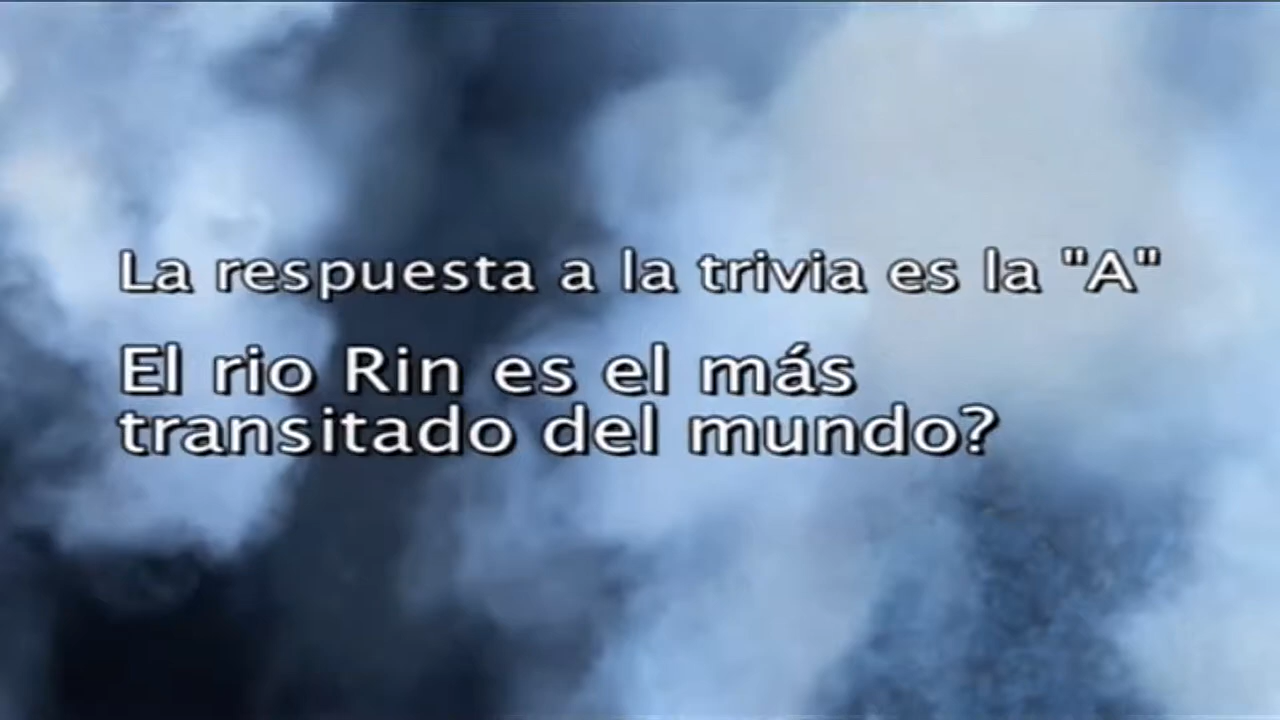 La respuesta a la trivia es la "A"
El rio Rin es el más
transitado del mundo?